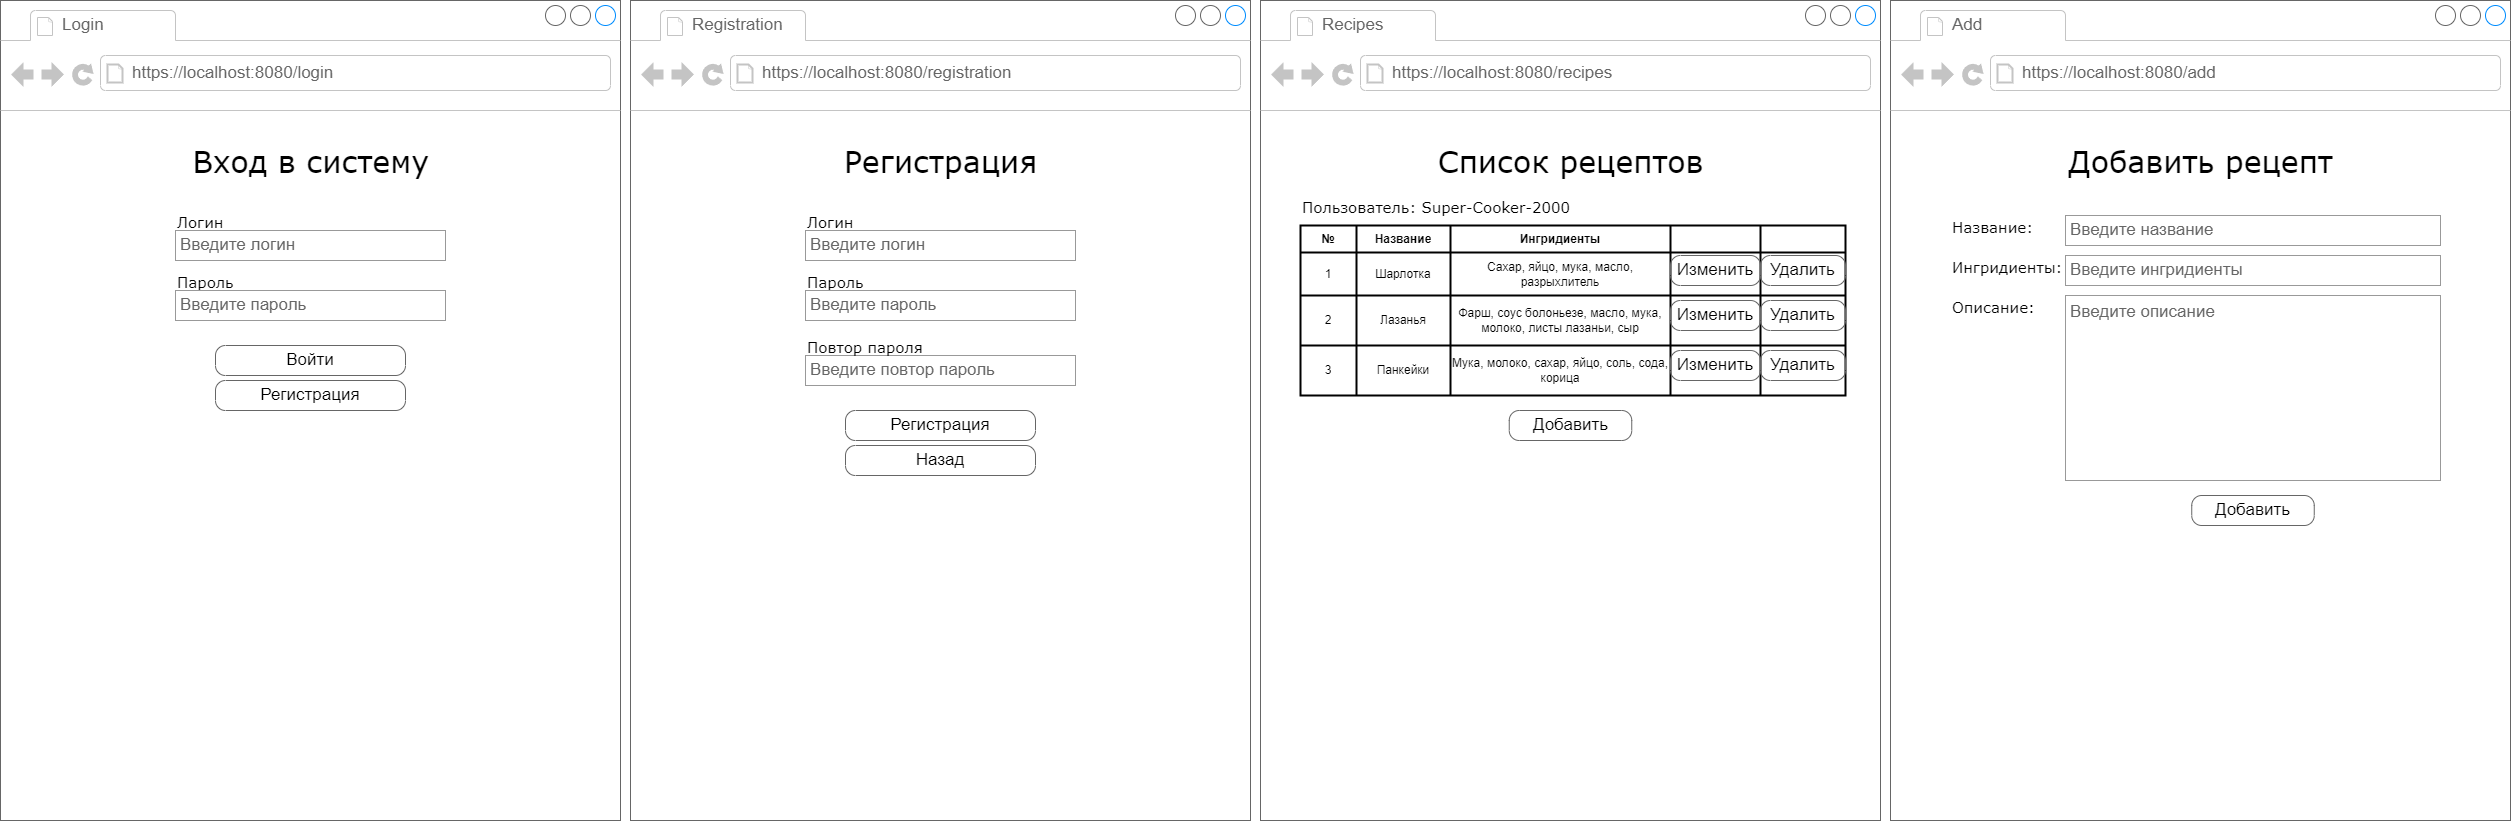 Login
https://localhost:8080/login
Вход в систему
Логин
Введите логин
Пароль
Введите пароль
Войти
Регистрация
Registration
https://localhost:8080/registration
Регистрация
Логин
Введите логин
Пароль
Введите пароль
Повтор пароля
Введите повтор пароль
Регистрация
Назад
Recipes
https://localhost:8080/recipes
Список рецептов
Пользователь: Super-Cooker-2000
№ Название Ингридиенты
1 Шарлотка Сахар, яйцо, мука, масло,
разрыхлитель Изменить Удалить
2 Лазанья Фарш, соус болоньезе, масло, мука,
молоко, листы лазаньи, сыр Изменить Удалить
3 Панкейки Мука, молоко, сахар, яйцо, соль, сода,
корица Изменить Удалить
Добавить
Add
https://localhost:8080/add
Добавить рецепт
Название: Введите название
Ингридиенты: Введите ингридиенты
Описание: Введите описание
Добавить